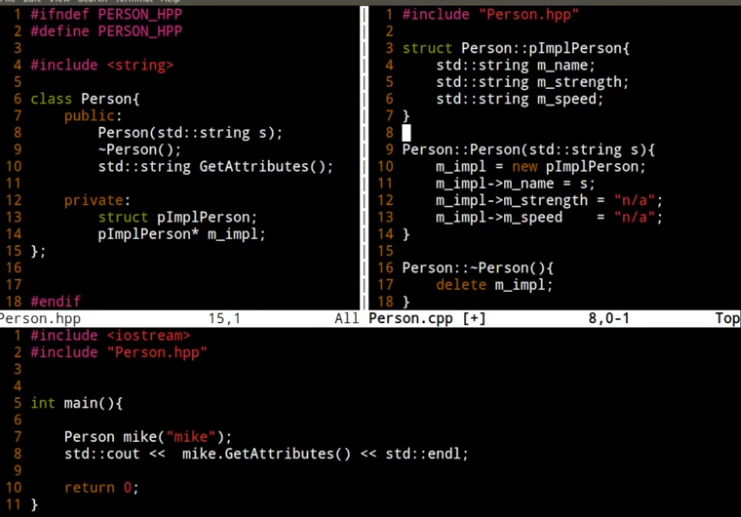 File Edit View Search Terminal Help
1 #ifndef PERSON_HPP
2 #define PERSON_HPP
3
4 #include <string>
5
6 class Person{
7     public:
8         Person(std::string s);
9         ~Person();
10         std::string GetAttributes();
11
12     private:
13         struct pImplPerson;
14         pImplPerson* m_impl;
15 };
16
17
18 #endif
Person.hpp 15,1 All
1 #include "Person.hpp"
2
3 struct Person::pImplPerson{
4     std::string m_name;
5     std::string m_strength;
6     std::string m_speed;
7 }
8
9 Person::Person(std::string s){
10     m_impl = new pImplPerson;
11     m_impl->m_name = s;
12     m_impl->m_strength = "n/a";
13     m_impl->m_speed    = "n/a";
14 }
15
16 Person::~Person(){
17     delete m_impl;
18 }
Person.cpp [+] 8,0-1 Top
1 #include <iostream>
2 #include "Person.hpp"
3
4
5 int main(){
6
7     Person mike("mike");
8     std::cout <<  mike.GetAttributes() << std::endl;
9
10     return 0;
11 }